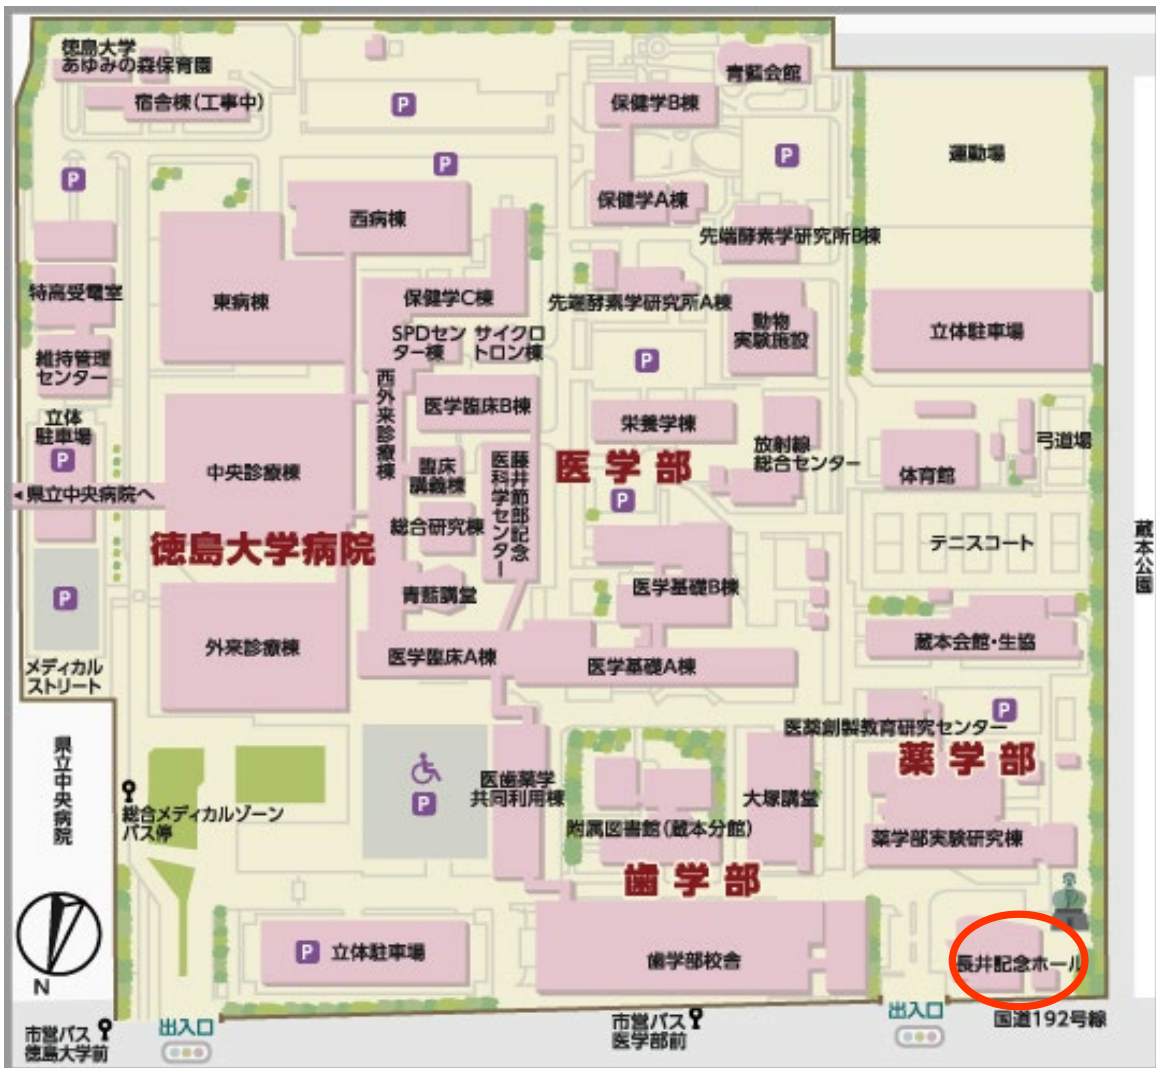 徳島大学
あゆみの森保育園
宿舎棟(工事中)
P
P
P
保健学B棟
青藍会館
P
運動場
保健学A棟
西病棟
先端酵素学研究所B棟
特高受電室
東病棟
保健学C棟
先端酵素学研究所A棟
動物
実験施設
立体駐車場
SPDセン
ター棟
サイクロ
トロン棟
維持管理
センター
P
西外来診療棟
医学臨床B棟
栄養学棟
立体
駐車場
P
放射線
総合センター
弓道場
体育館
医学部
中央診療棟
臨床
講義棟
藤井節郎記念
医科学センター
◂県立中央病院へ
P
総合研究棟
徳島大学病院
テニスコート
蔵本公園
P
青藍講堂
医学基礎B棟
外来診療棟
医学臨床A棟
医学基礎A棟
蔵本会館・生協
メディカル
ストリート
P
医薬創製教育研究センター
薬学部
県立中央病院
総合メディカルゾーン
バス停
P
医歯薬学
共同利用棟
大塚講堂
附属図書館(蔵本分館)
薬学部実験研究棟
歯学部
N
P
立体駐車場
歯学部校舎
長井記念ホール
市営バス
徳島大学前
出入口
市営バス
医学部前
出入口
国道192号線